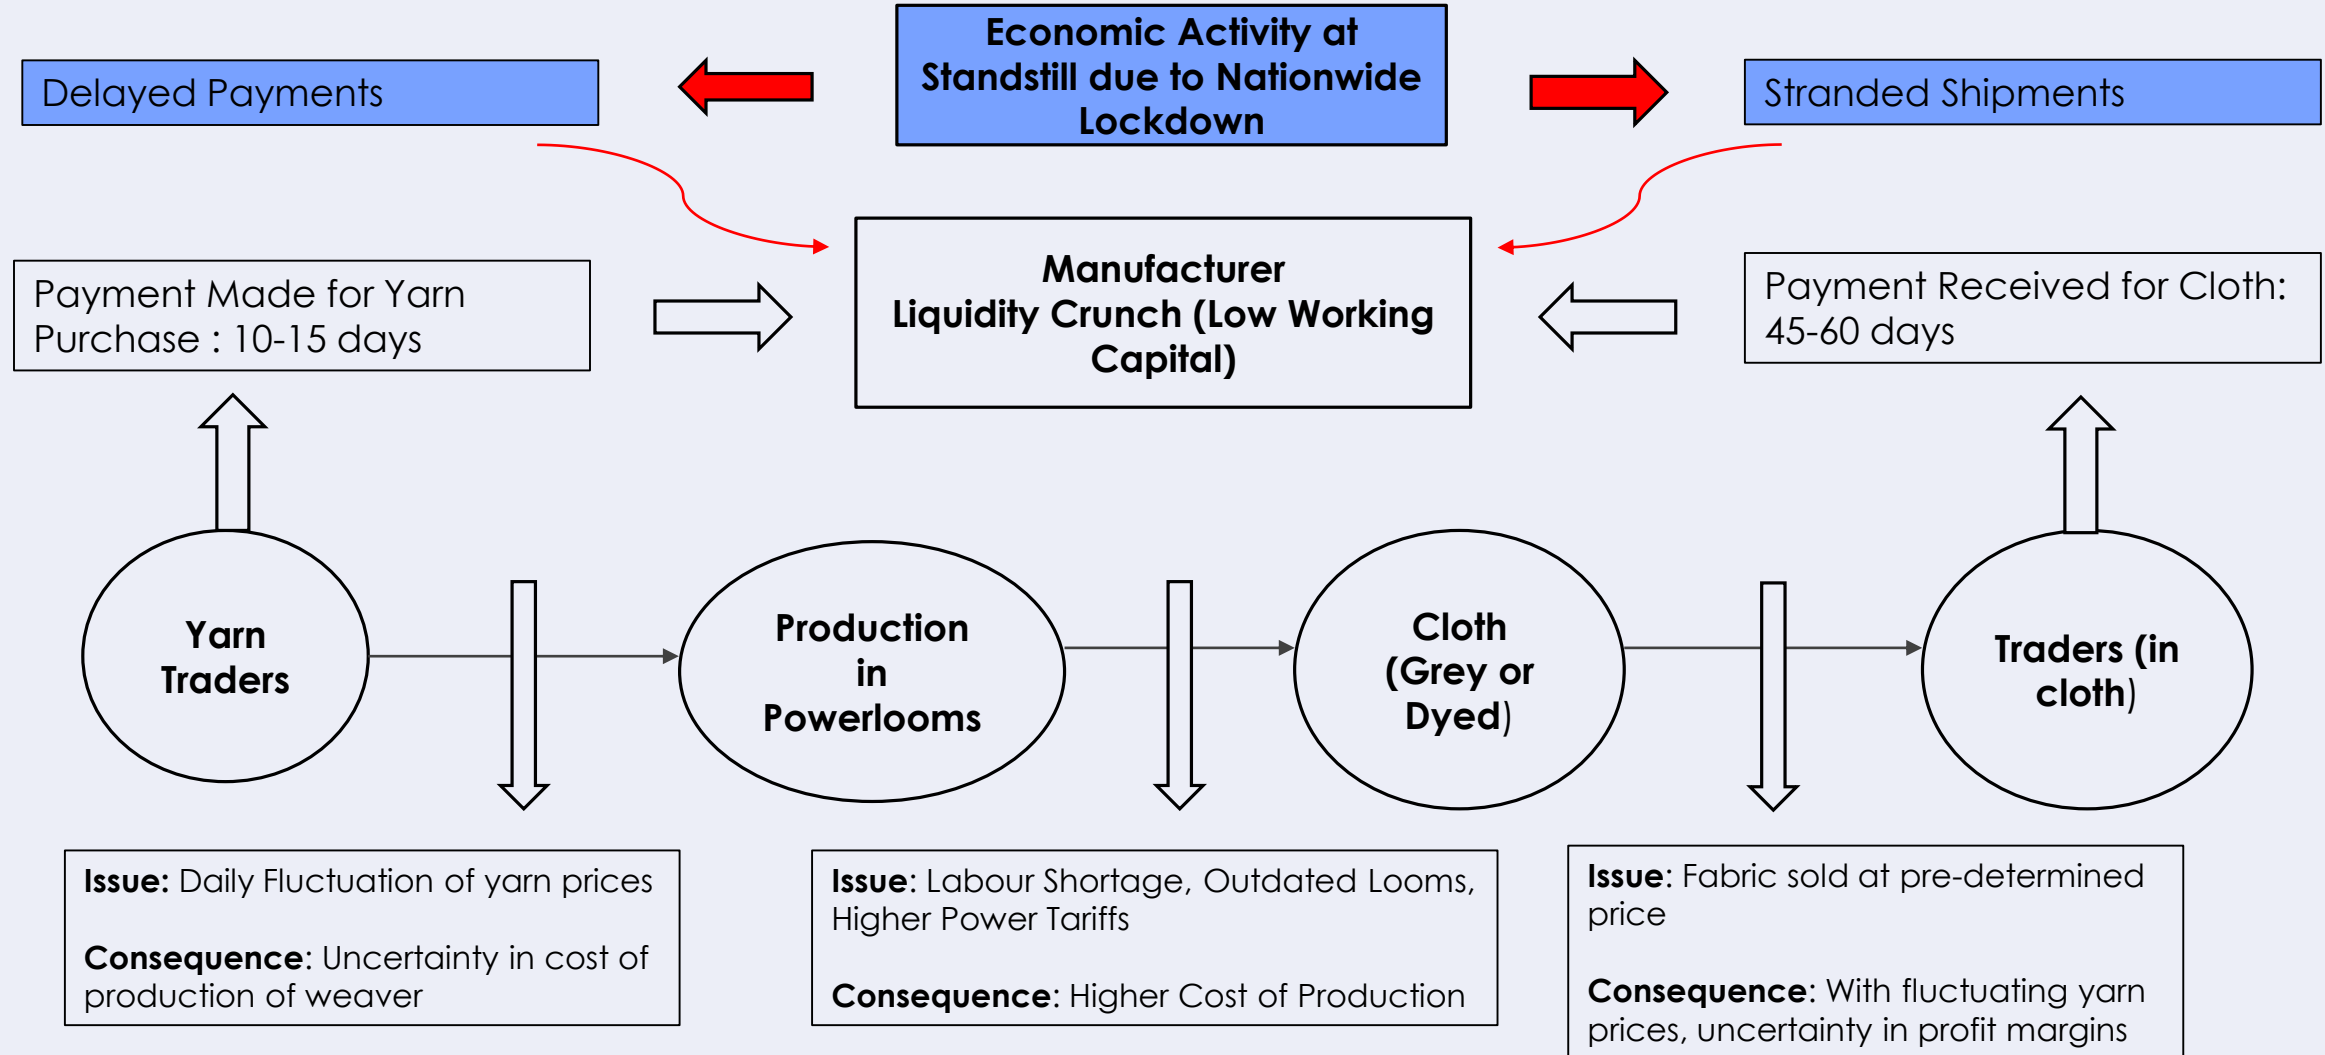 Economic Activity at
Standstill due to Nationwide
Lockdown
Delayed Payments
Stranded Shipments
Manufacturer
Liquidity Crunch (Low Working
Capital)
Payment Made for Yarn
Purchase : 10-15 days
Payment Received for Cloth:
45-60 days
Yarn
Traders
Production
in
Powerlooms
Cloth
(Grey or
Dyed)
Traders (in
cloth)
Issue: Daily Fluctuation of yarn prices
Consequence: Uncertainty in cost of
production of weaver
Issue: Labour Shortage, Outdated Looms,
Higher Power Tariffs
Consequence: Higher Cost of Production
Issue: Fabric sold at pre-determined
price
Consequence: With fluctuating yarn
prices, uncertainty in profit margins